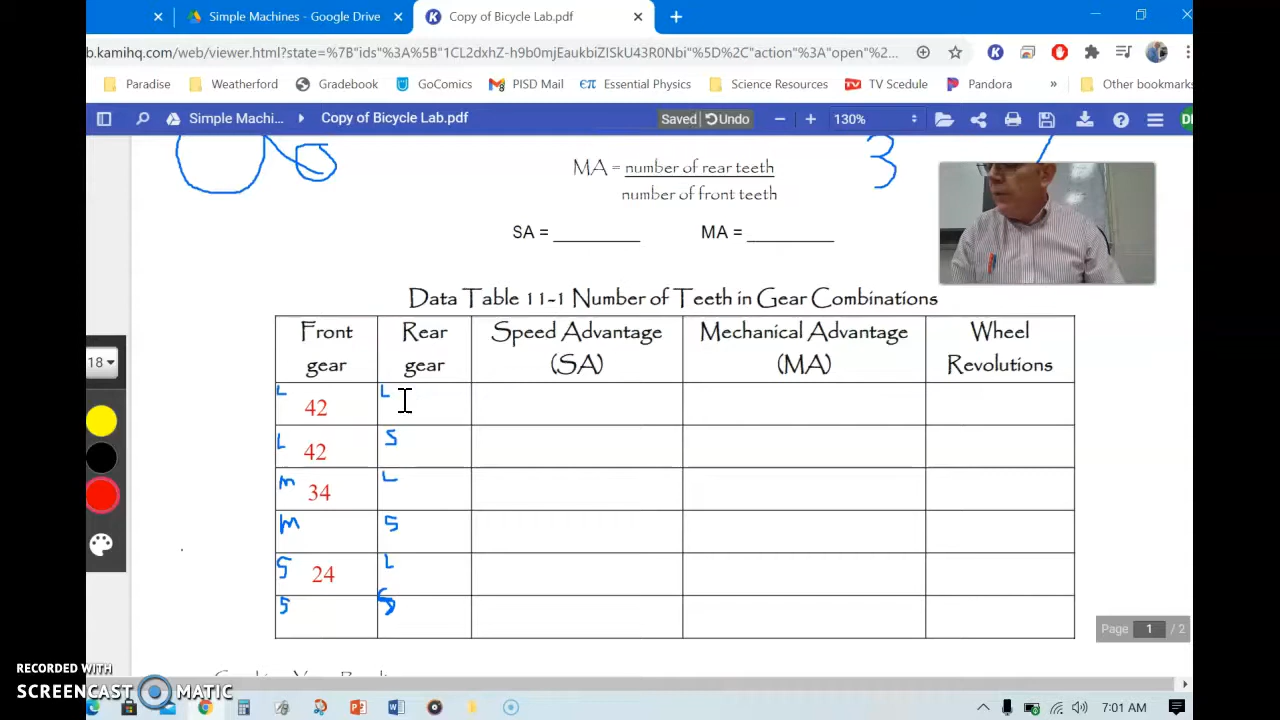 Simple Machines - Google Drive
Copy of Bicycle Lab.pdf
b.kamihq.com/web/viewer.html?state=%7B"ids"%3A%5B"1CL2dxhZ-h9b0mjEaukbiZISkU43R0Nbi"%5D%2C"action"%3A"open"%2...
Paradise Weatherford Gradebook GoComics PISD Mail Essential Physics Science Resources TV Scedule Pandora » Other bookmarks
Simple Machi... Copy of Bicycle Lab.pdf Saved Undo 130%
MA = number of rear teeth
number of front teeth
3
SA = ________ MA = ________
Data Table 11-1 Number of Teeth in Gear Combinations
Front gear Rear gear Speed Advantage (SA) Mechanical Advantage (MA) Wheel Revolutions
18
L 42 L
L 42 S
M 34 L
M S
S 24 L
S S
Page 1 / 2
RECORDED WITH
SCREENCAST MATIC
7:01 AM